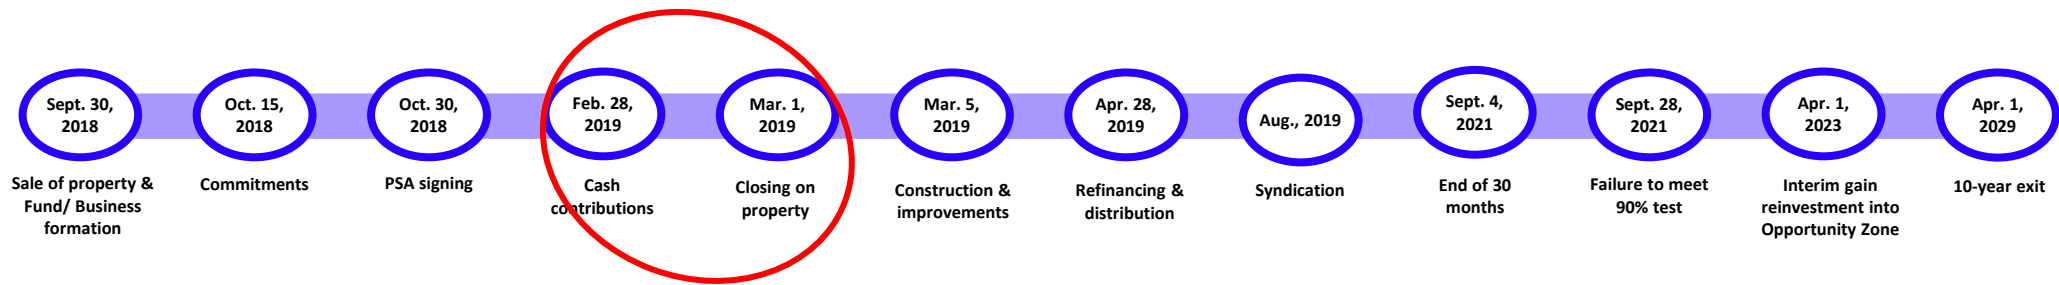 Sept. 30,
2018
Oct. 15,
2018
Oct. 30,
2018
Feb. 28,
2019
Mar. 1,
2019
Mar. 5,
2019
Apr. 28,
2019
Aug., 2019
Sept. 4,
2021
Sept. 28,
2021
Apr. 1,
2023
Apr. 1,
2029
Sale of property &
Fund/ Business
formation
Commitments
PSA signing
Cash
contributions
Closing on
property
Construction &
improvements
Refinancing &
distribution
Syndication
End of 30
months
Failure to meet
90% test
Interim gain
reinvestment into
Opportunity Zone
10-year exit